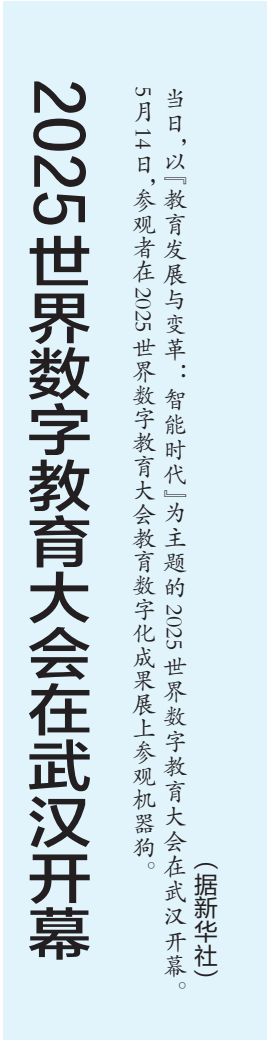 2025世界数字教育大会在武汉开幕
5月14日，参观者在2025世界数字教育大会教育数字化成果展上参观机器狗。
当日，以『教育发展与变革：智能时代』为主题的2025世界数字教育大会在武汉开幕。
（据新华社）